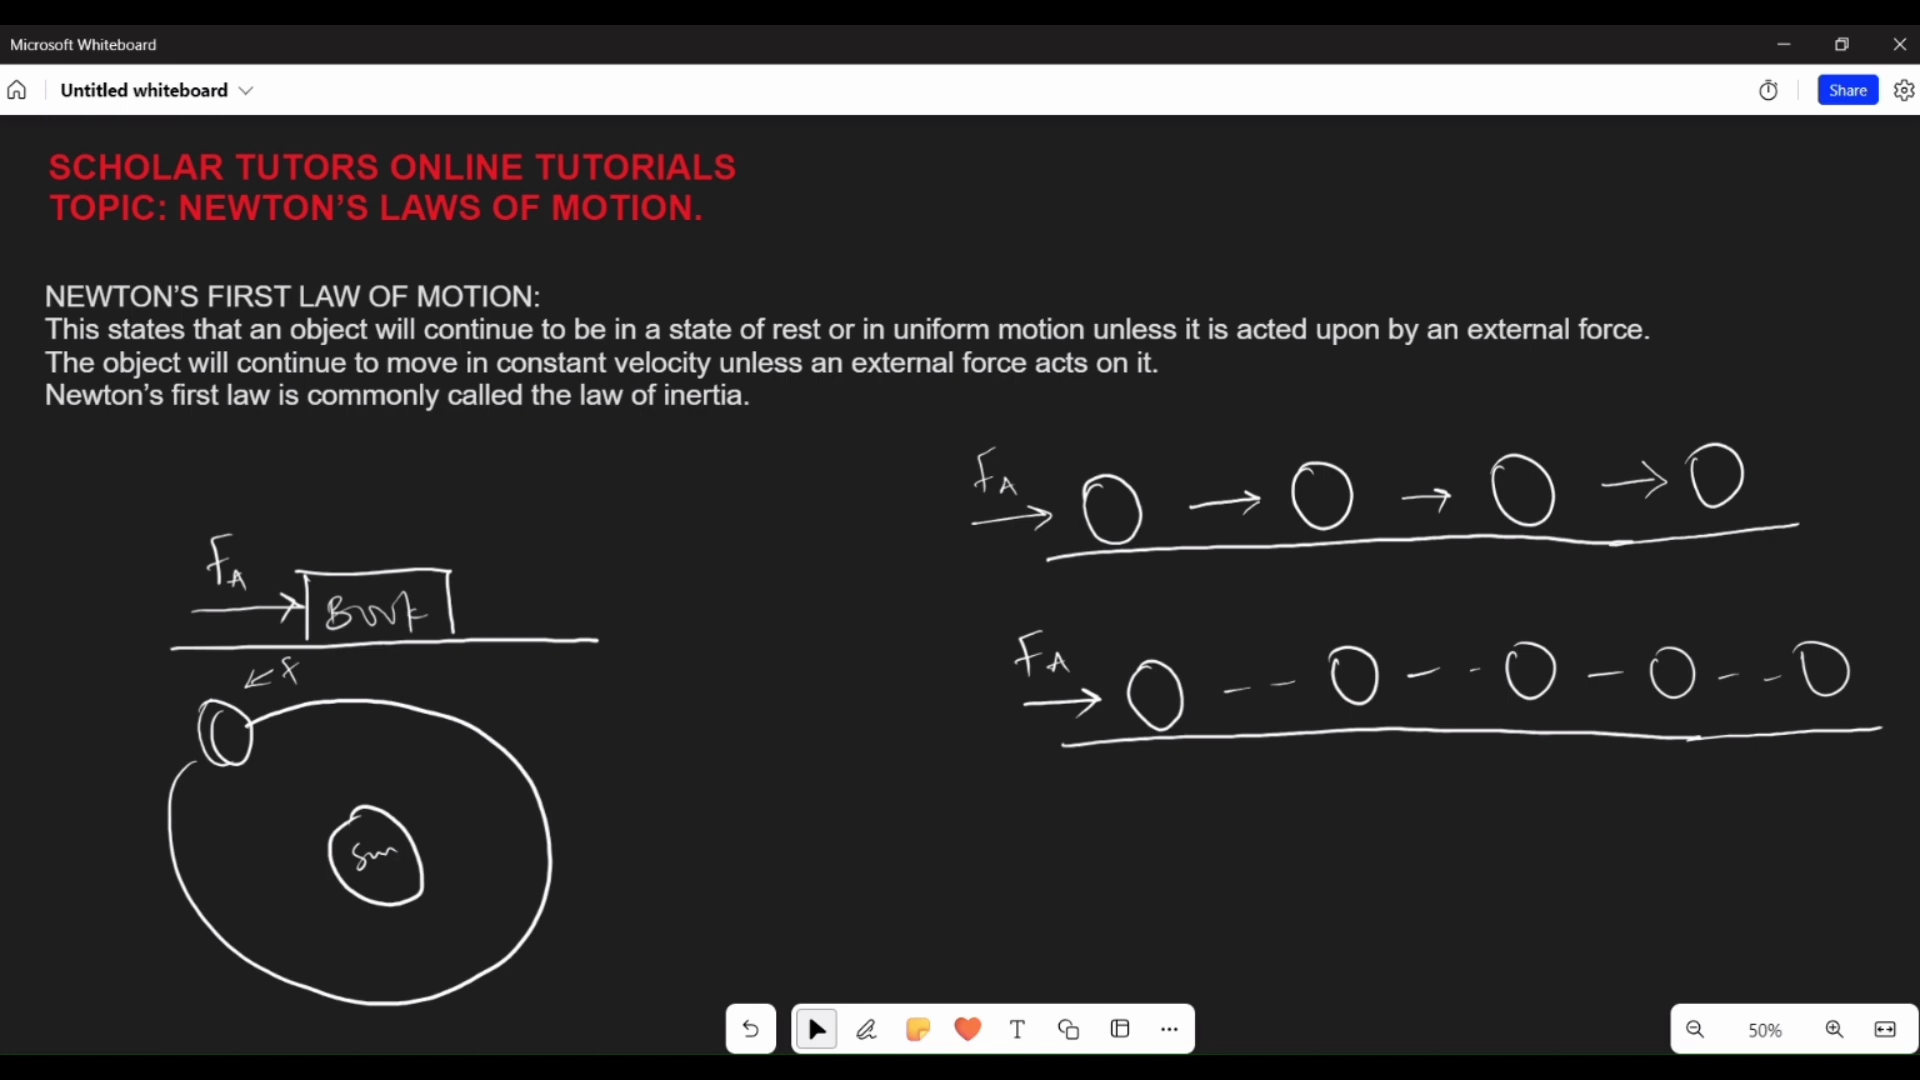 Microsoft Whiteboard
Untitled whiteboard
Share
SCHOLAR TUTORS ONLINE TUTORIALS
TOPIC: NEWTON’S LAWS OF MOTION.
NEWTON’S FIRST LAW OF MOTION:
This states that an object will continue to be in a state of rest or in uniform motion unless it is acted upon by an external force.
The object will continue to move in constant velocity unless an external force acts on it.
Newton’s first law is commonly called the law of inertia.
FA
FA
Book
FA
Sun
50%